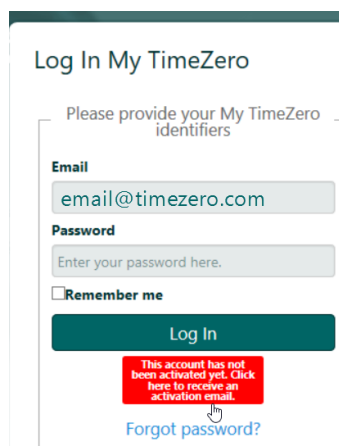 Log In My TimeZero
Please provide your My TimeZero
identifiers
Email
email@timezero.com
Password
Enter your password here.
Remember me
Log In
This account has not
been activated yet. Click
here to receive an
activation email.
Forgot password?